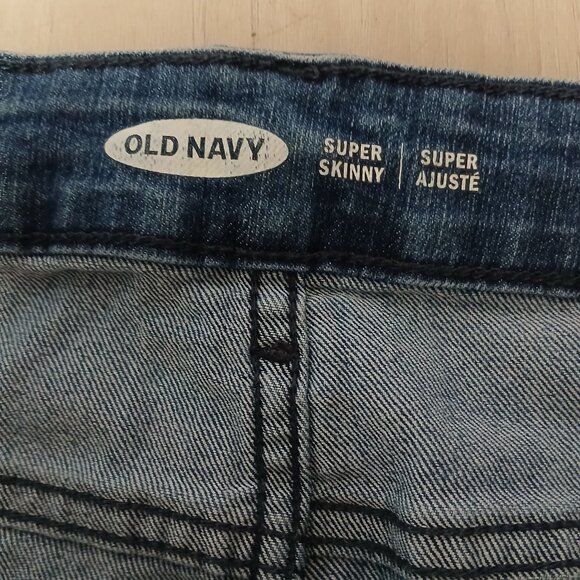 OLD NAVY
SUPER
SKINNY
SUPER
AJUSTÉ